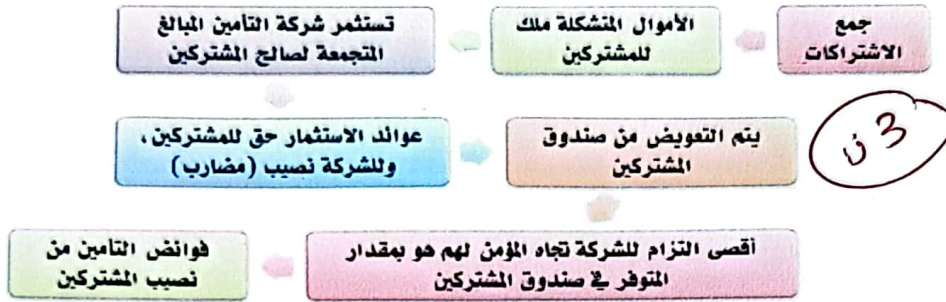 جمع
الاشتراكات
الأموال المتشكلة ملك
للمشتركين
تستثمر شركة التأمين المبالغ
المتجمعة لصالح المشتركين
عوائد الاستثمار حق للمشتركين،
وللشركة نصيب (مضارب)
يتم التعويض من صندوق
المشتركين
3 ن
أقصى التزام للشركة تجاه المؤمن لهم هو بمقدار
المتوفر في صندوق المشتركين
فوائض التأمين من
نصيب المشتركين